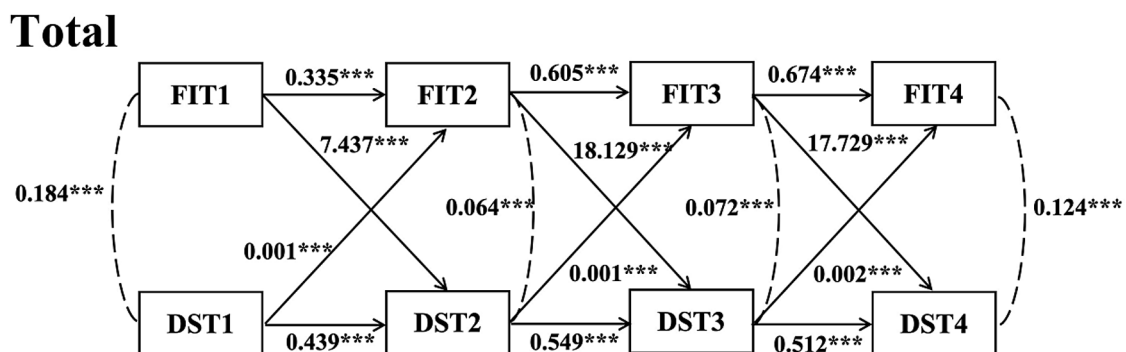 Total
0.335*** 0.605*** 0.674***
FIT1 FIT2 FIT3 FIT4
7.437*** 18.129*** 17.729***
0.184*** 0.064*** 0.072*** 0.124***
0.001*** 0.001*** 0.002***
DST1 DST2 DST3 DST4
0.439*** 0.549*** 0.512***